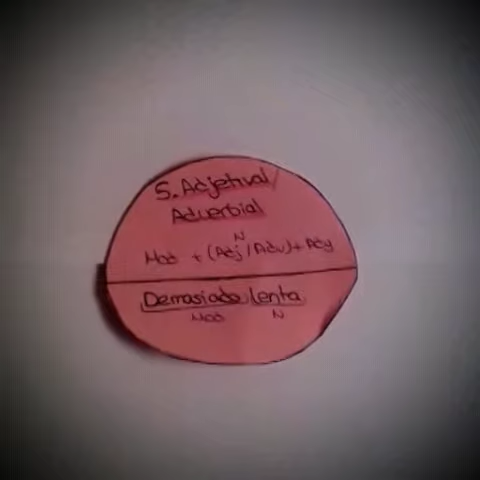 S. Adjetival/
Adverbial
N
Mod + (Adj/Adv) + Ady
Demasiado lenta
Mod N